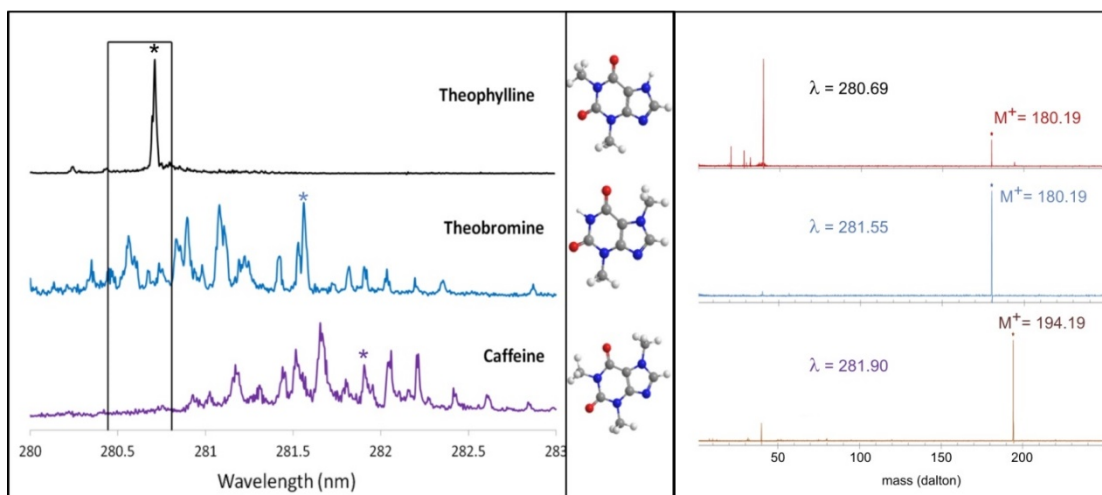 *
Theophylline
*
Theobromine
Caffeine
*
280 280.5 281 281.5 282 282.5 283
Wavelength (nm)
λ = 280.69
M+= 180.19
λ = 281.55
M+= 180.19
λ = 281.90
M+= 194.19
50 100 150 200
mass (dalton)